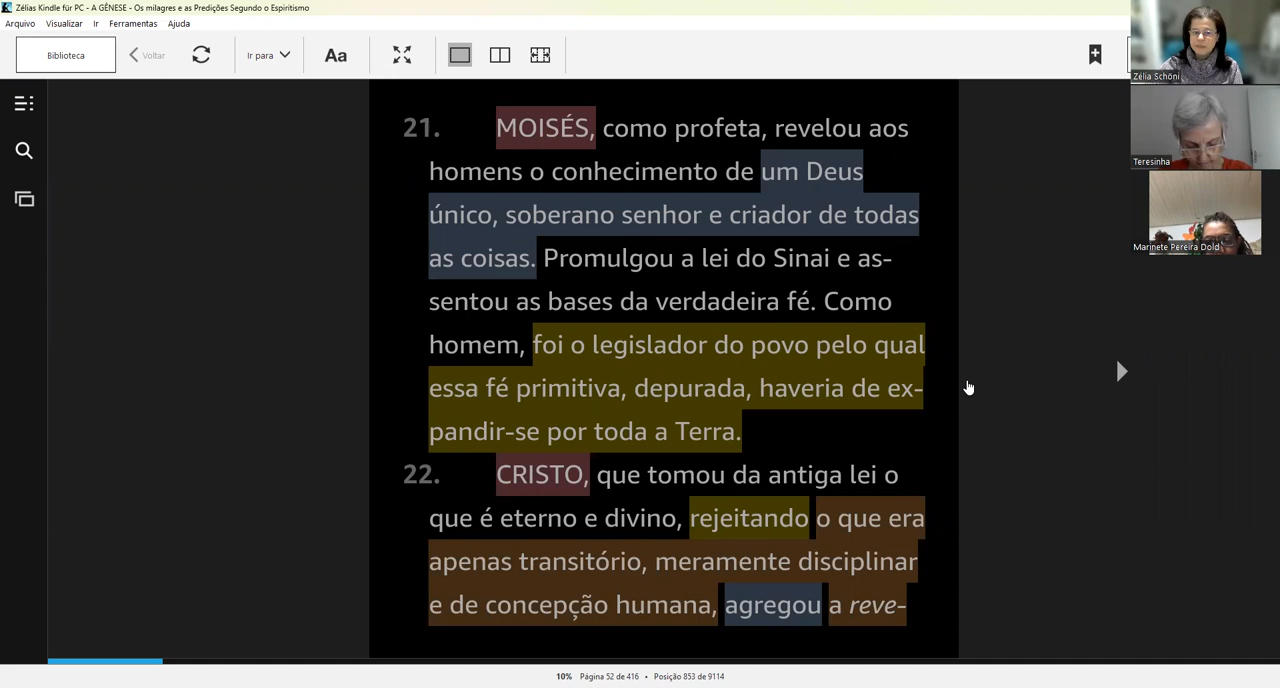 Zélias Kindle für PC - A GÊNESE - Os milagres e as Predições Segundo o Espiritismo
Arquivo Visualizar Ir Ferramentas Ajuda
Biblioteca Voltar Ir para Aa
Zélia Schöni
Teresinha
Marinete Pereira Dold
21. MOISÉS, como profeta, revelou aos
homens o conhecimento de um Deus
único, soberano senhor e criador de todas
as coisas. Promulgou a lei do Sinai e as-
sentou as bases da verdadeira fé. Como
homem, foi o legislador do povo pelo qual
essa fé primitiva, depurada, haveria de ex-
pandir-se por toda a Terra.
22. CRISTO, que tomou da antiga lei o
que é eterno e divino, rejeitando o que era
apenas transitório, meramente disciplinar
e de concepção humana, agregou a reve-
10% Página 52 de 416 • Posição 853 de 9114